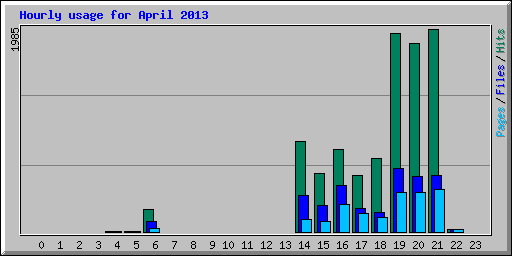 Hourly usage for April 2013
1985
Pages/Files/Hits
0 1 2 3 4 5 6 7 8 9 10 11 12 13 14 15 16 17 18 19 20 21 22 23